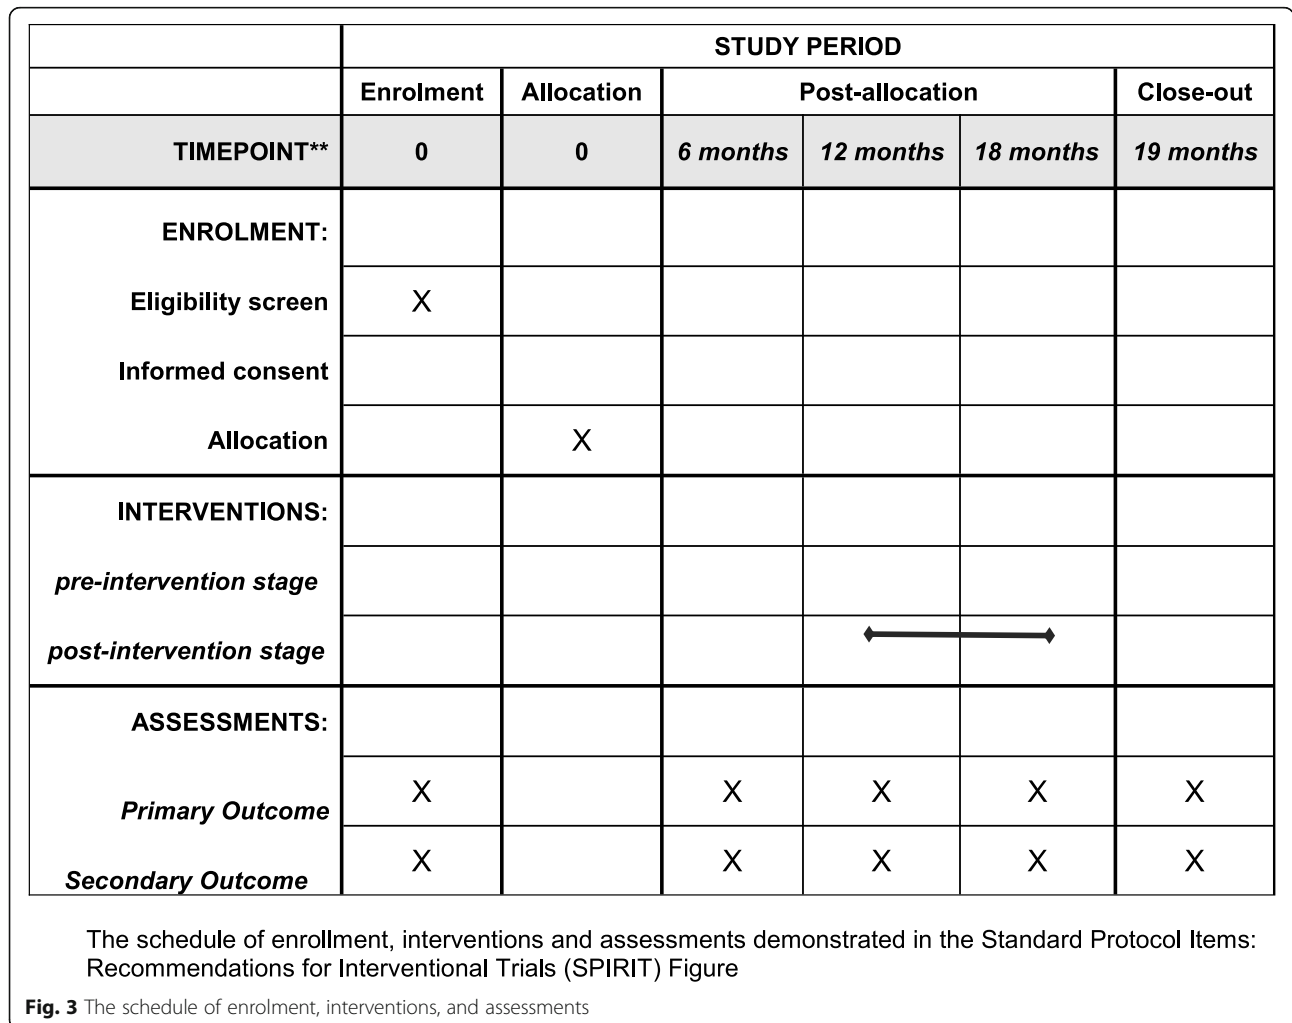 STUDY PERIOD
Enrolment Allocation Post-allocation Close-out
TIMEPOINT** 0 0 6 months 12 months 18 months 19 months
ENROLMENT:
Eligibility screen X
Informed consent
Allocation X
INTERVENTIONS:
pre-intervention stage
post-intervention stage
ASSESSMENTS:
Primary Outcome X X X X X
Secondary Outcome X X X X X
The schedule of enrollment, interventions and assessments demonstrated in the Standard Protocol Items:
Recommendations for Interventional Trials (SPIRIT) Figure
Fig. 3 The schedule of enrolment, interventions, and assessments